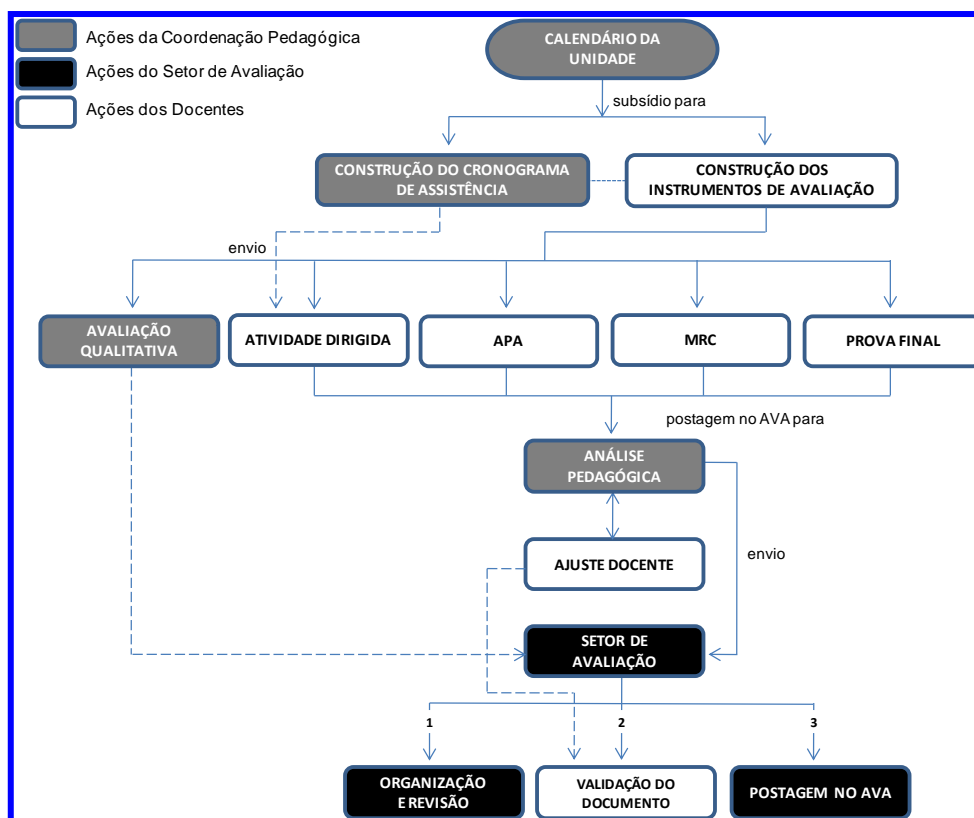 Ações da Coordenação Pedagógica
Ações do Setor de Avaliação
Ações dos Docentes
CALENDÁRIO DA
UNIDADE
subsídio para
CONSTRUÇÃO DO CRONOGRAMA
DE ASSISTÊNCIA
CONSTRUÇÃO DOS
INSTRUMENTOS DE AVALIAÇÃO
envio
AVALIAÇÃO
QUALITATIVA
ATIVIDADE DIRIGIDA
APA
MRC
PROVA FINAL
postagem no AVA para
ANÁLISE
PEDAGÓGICA
envio
AJUSTE DOCENTE
SETOR DE
AVALIAÇÃO
1
2
3
ORGANIZAÇÃO
E REVISÃO
VALIDAÇÃO DO
DOCUMENTO
POSTAGEM NO AVA